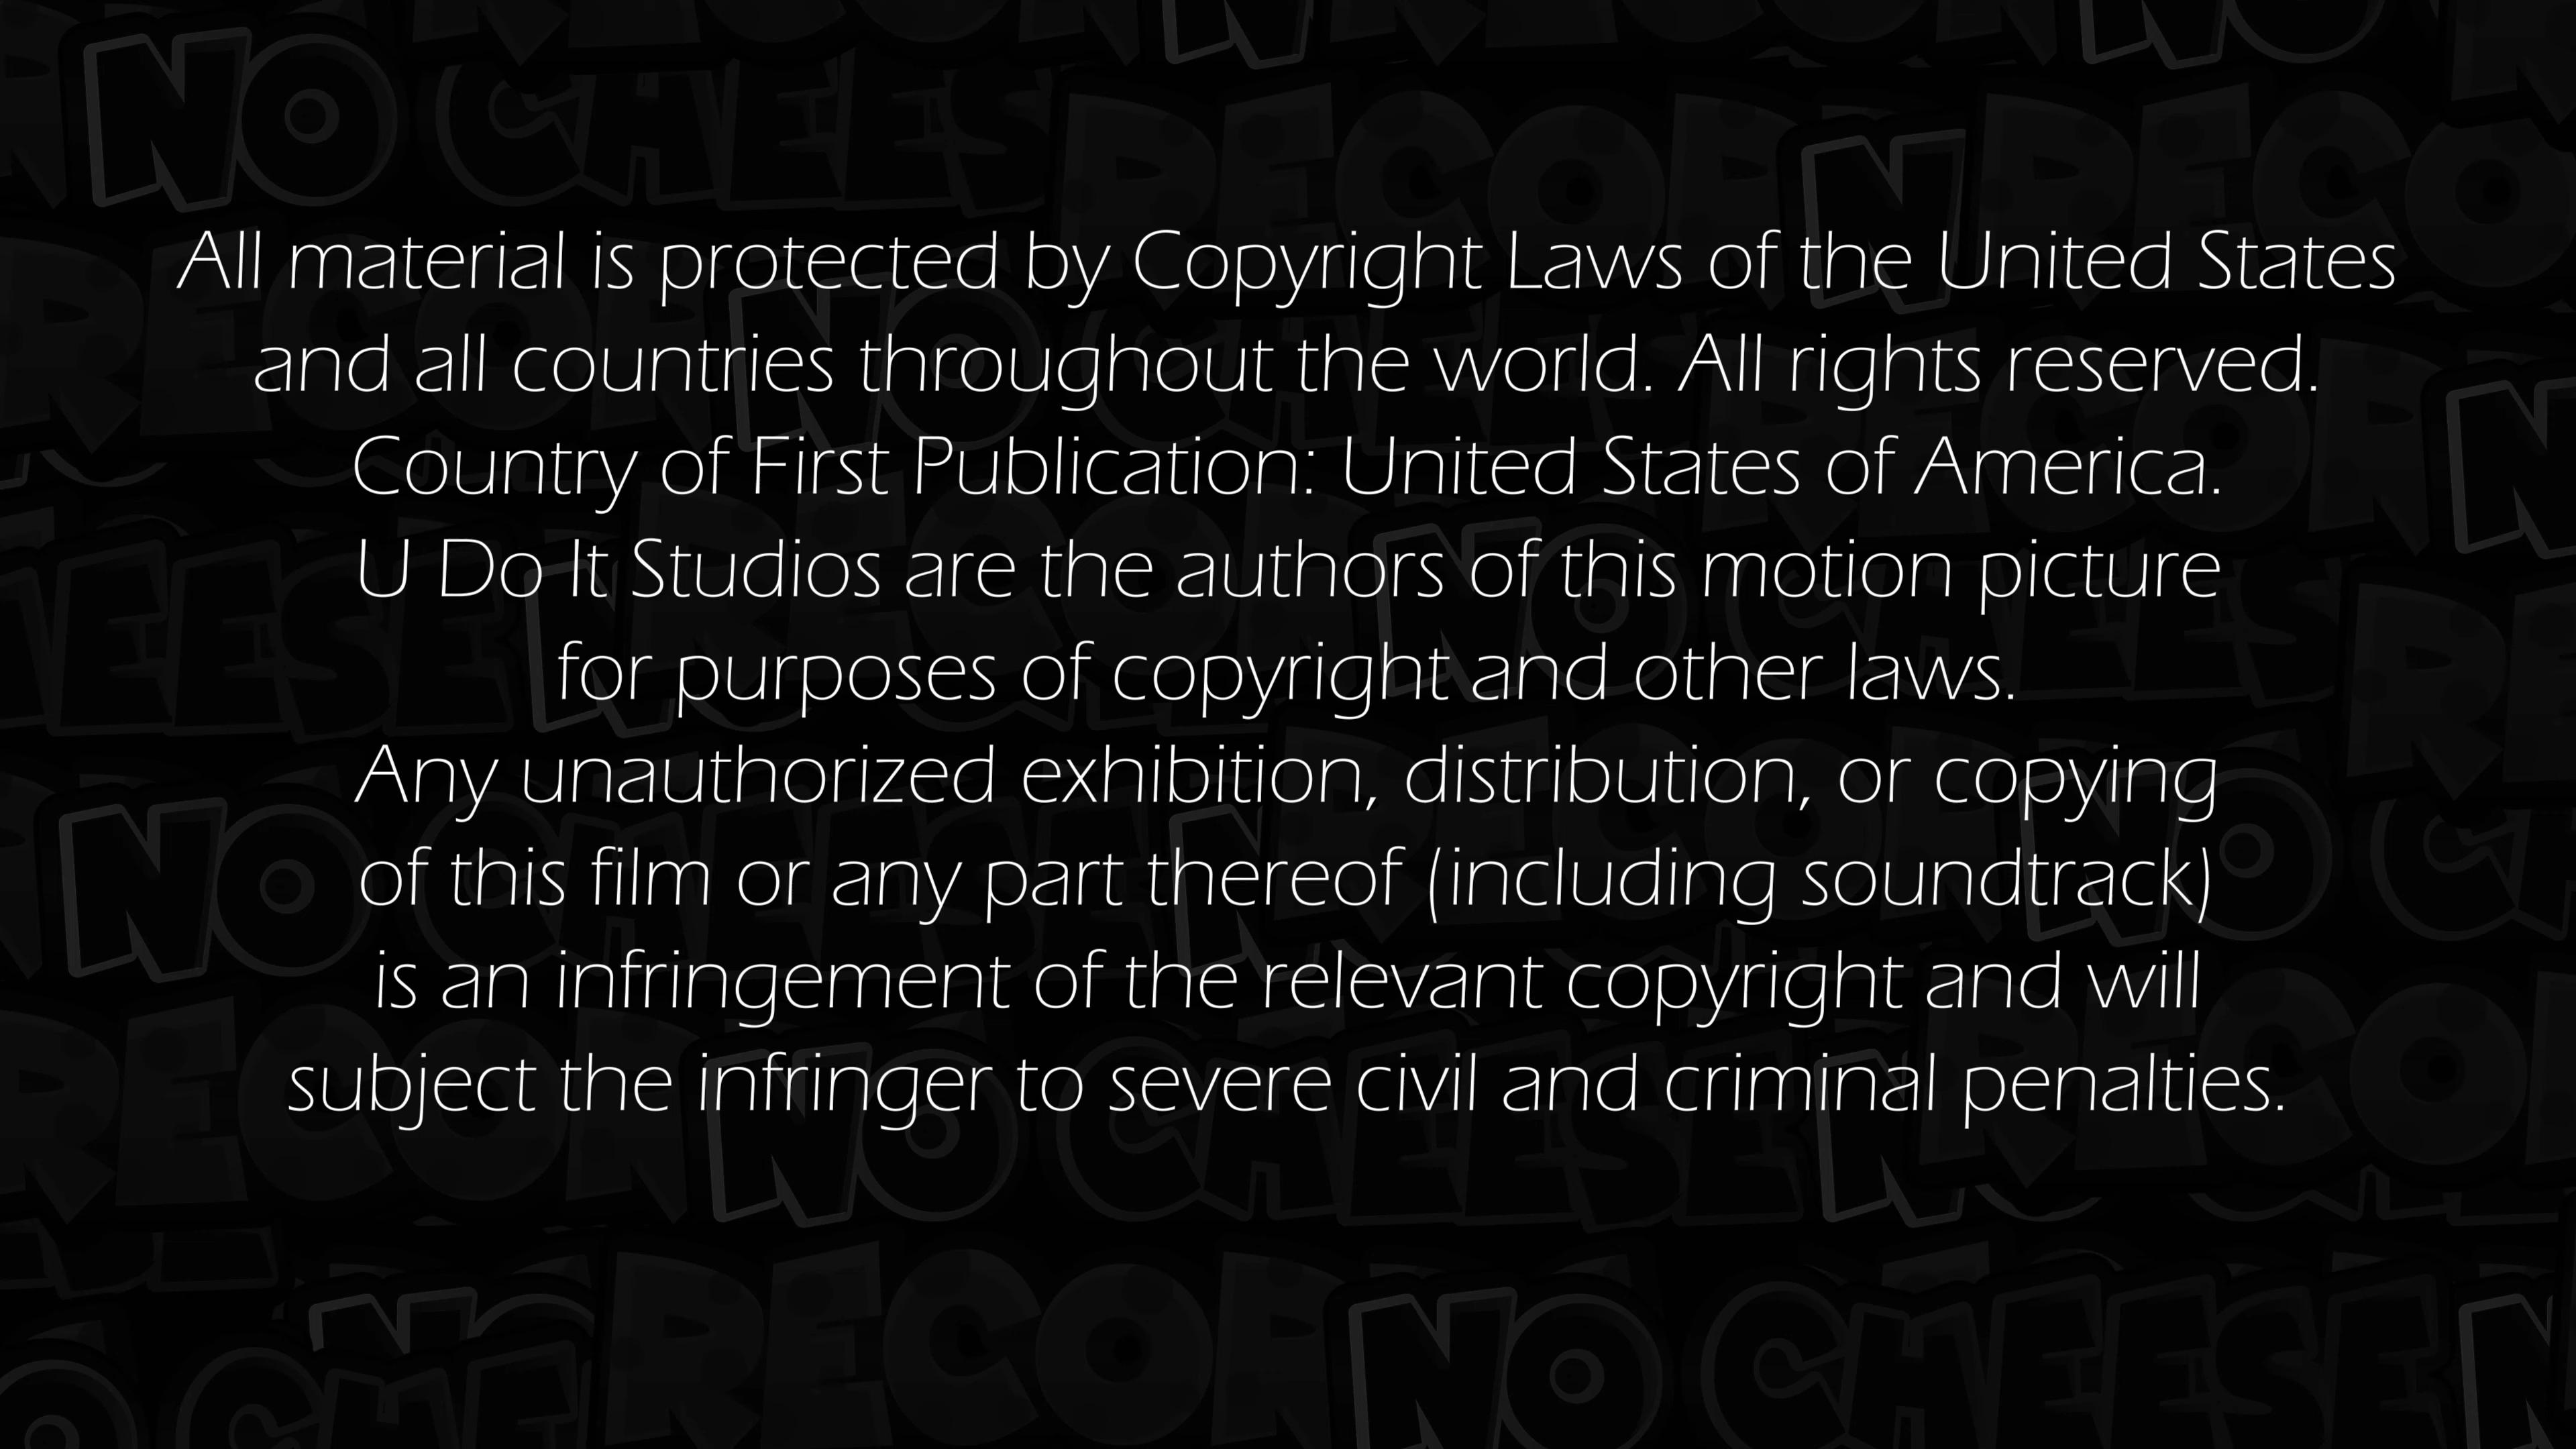 All material is protected by Copyright Laws of the United States
and all countries throughout the world. All rights reserved.
Country of First Publication: United States of America.
U Do It Studios are the authors of this motion picture
for purposes of copyright and other laws.
Any unauthorized exhibition, distribution, or copying
of this film or any part thereof (including soundtrack)
is an infringement of the relevant copyright and will
subject the infringer to severe civil and criminal penalties.